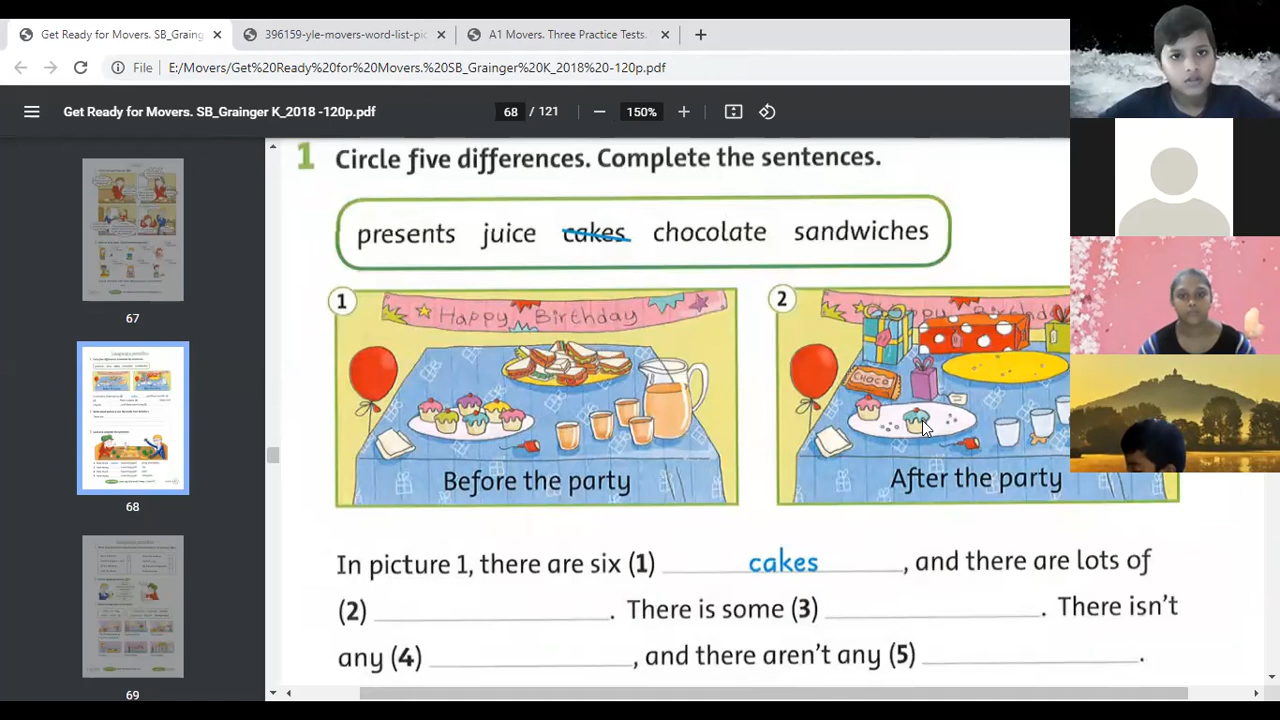 Get Ready for Movers. SB_Graing
396159-yle-movers-word-list-pic
A1 Movers. Three Practice Tests.
File
E:/Movers/Get%20Ready%20for%20Movers.%20SB_Grainger%20K_2018%20-120p.pdf
Get Ready for Movers. SB_Grainger K_2018 -120p.pdf
68 / 121
150%
1 Circle five differences. Complete the sentences.
presents juice cakes chocolate sandwiches
1
Happy Birthday
Before the party
2
CHOCO
After the party
In picture 1, there are six (1) cakes, and there are lots of
(2) . There is some (3) . There isn't
any (4) , and there aren't any (5) .
67
68
69